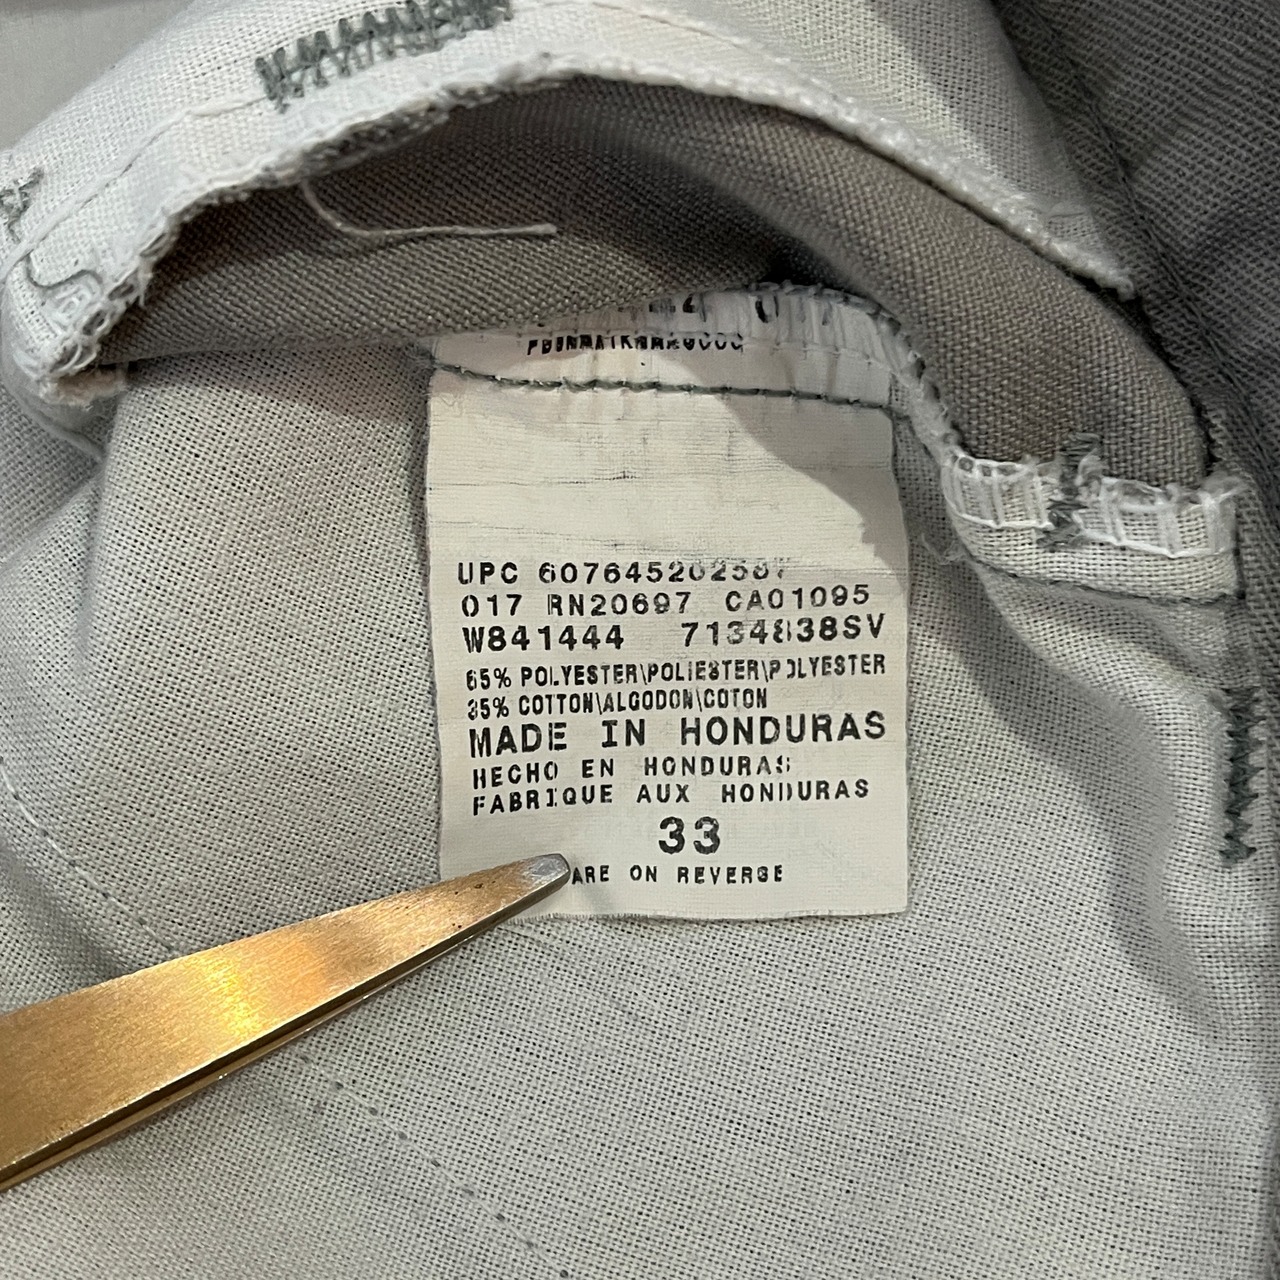 017 RN20697 CA01095
W841444 7134838SV
65% POLYESTER\POLIESTER\POLYESTER
35% COTTON\ALGODON\COTON
MADE IN HONDURAS
HECHO EN HONDURAS
FABRIQUE AUX HONDURAS
33
ARE ON REVERSE
UPC